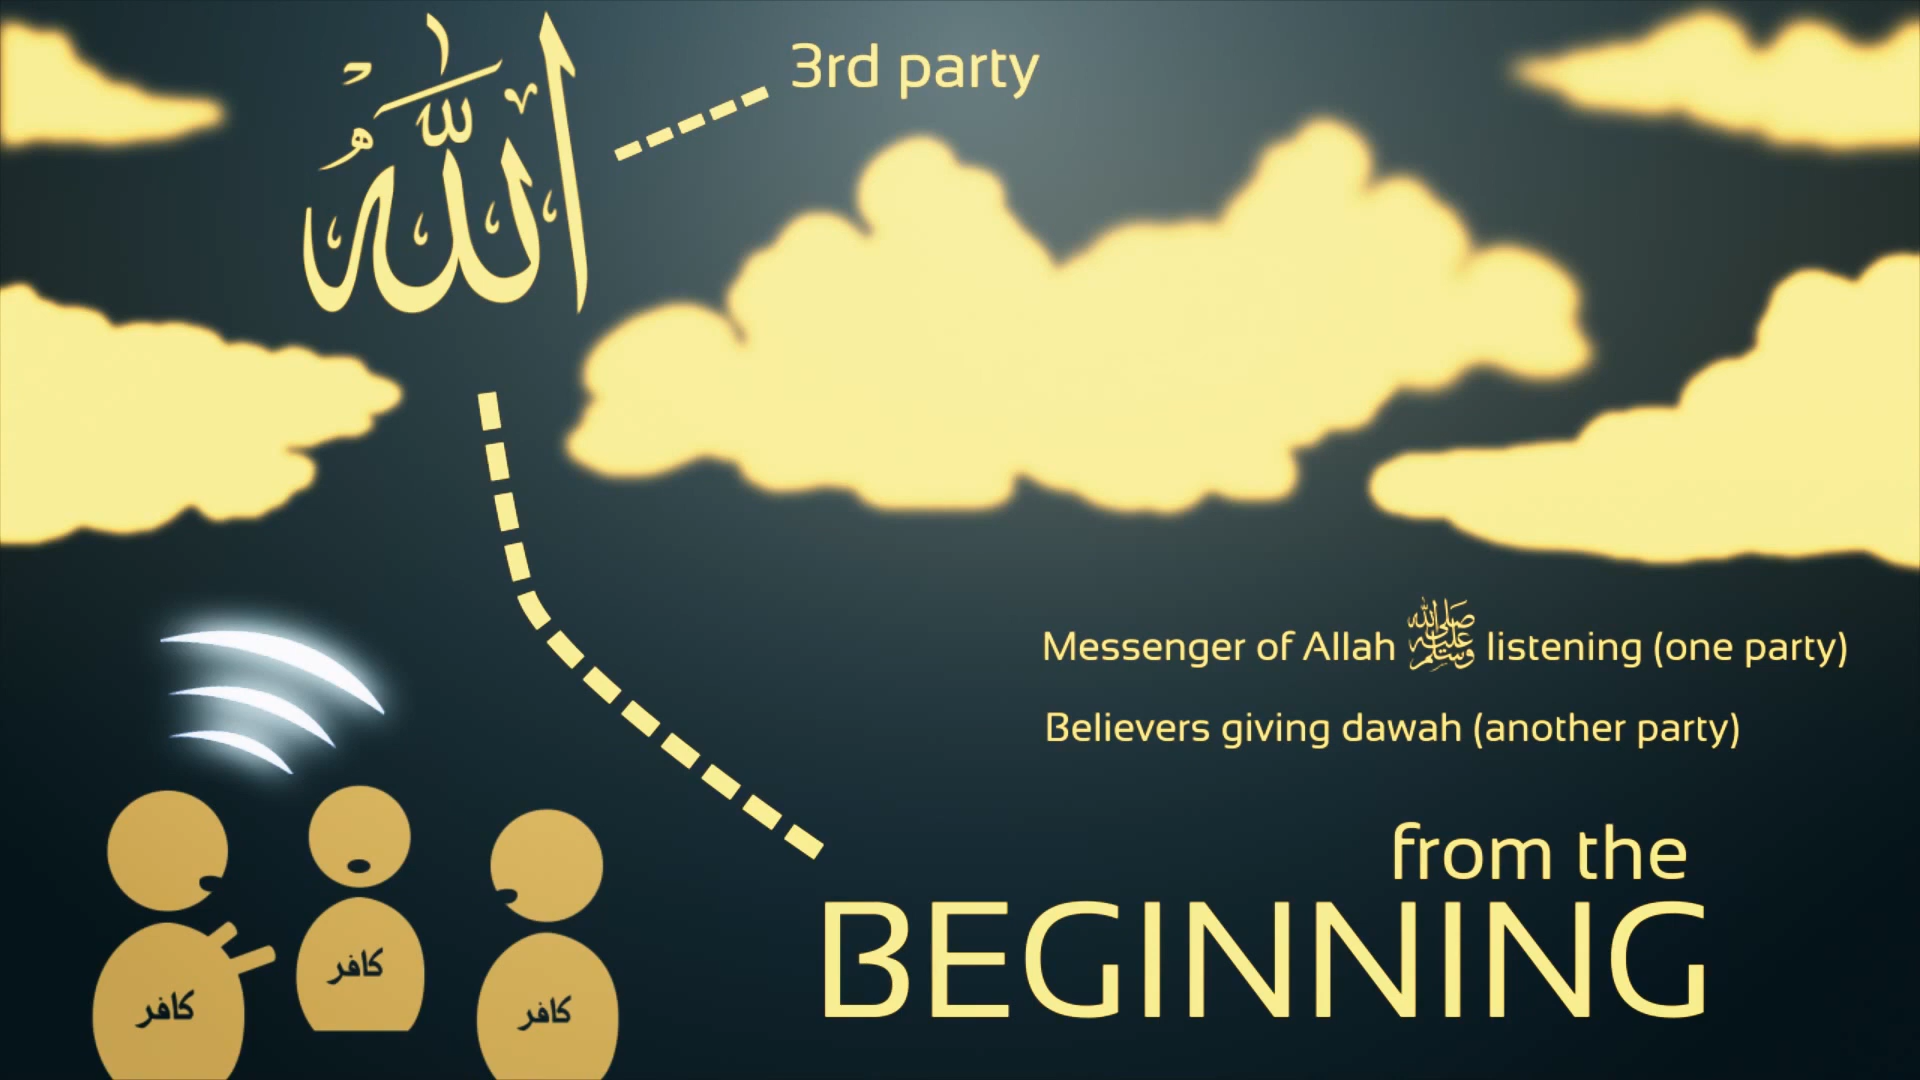 اللّٰهُ
3rd party
Messenger of Allah ﷺ listening (one party)
Believers giving dawah (another party)
from the
BEGINNING
كافر
كافر
كافر